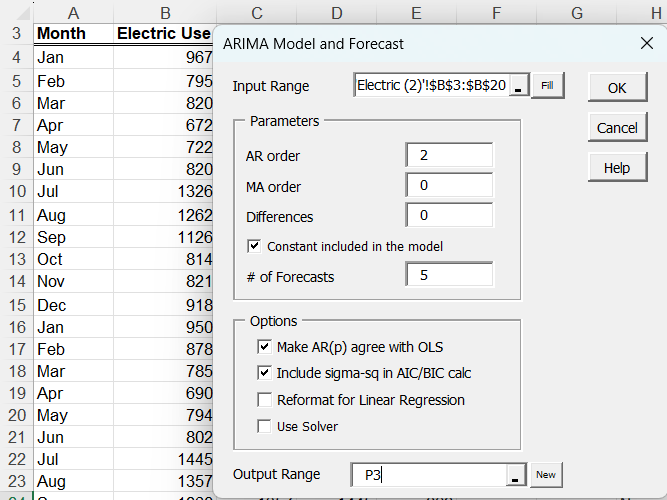 A B C D E F G H
3 Month Electric Use
4 Jan 967
5 Feb 795
6 Mar 820
7 Apr 672
8 May 722
9 Jun 820
10 Jul 1326
11 Aug 1262
12 Sep 1126
13 Oct 814
14 Nov 821
15 Dec 918
16 Jan 950
17 Feb 878
18 Mar 785
19 Apr 690
20 May 794
21 Jun 802
22 Jul 1445
23 Aug 1357
ARIMA Model and Forecast
Input Range Electric (2)'!$B$3:$B$20 Fill OK
Cancel
Help
Parameters
AR order 2
MA order 0
Differences 0
Constant included in the model
# of Forecasts 5
Options
Make AR(p) agree with OLS
Include sigma-sq in AIC/BIC calc
Reformat for Linear Regression
Use Solver
Output Range P3 New